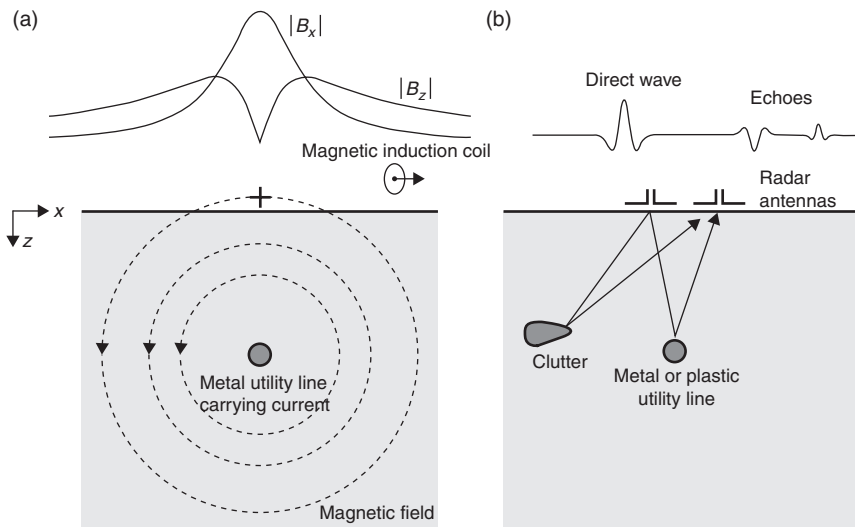 (a)
|Bₓ|
|B_z|
Magnetic induction coil
x
z
Metal utility line
carrying current
Magnetic field
(b)
Direct wave
Echoes
Radar
antennas
Clutter
Metal or plastic
utility line